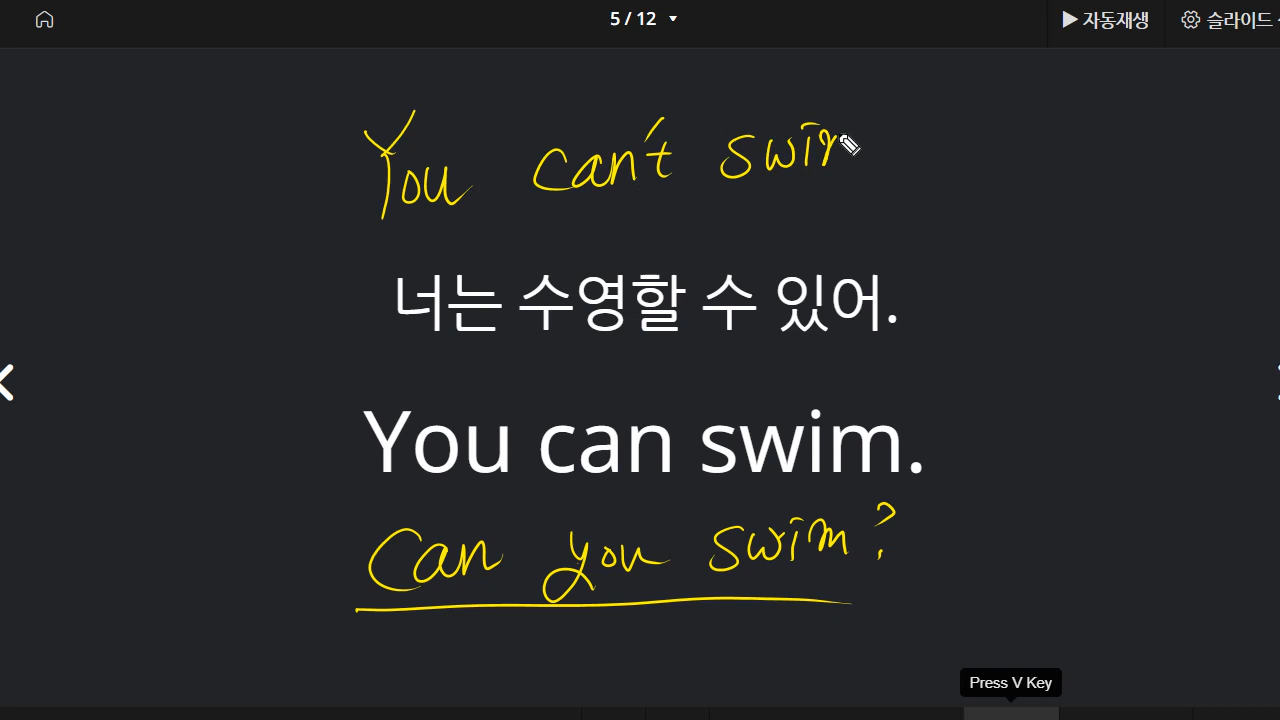 5 / 12
자동재생
슬라이드
You can't swin
너는 수영할 수 있어.
You can swim.
Can you swim?
Press V Key